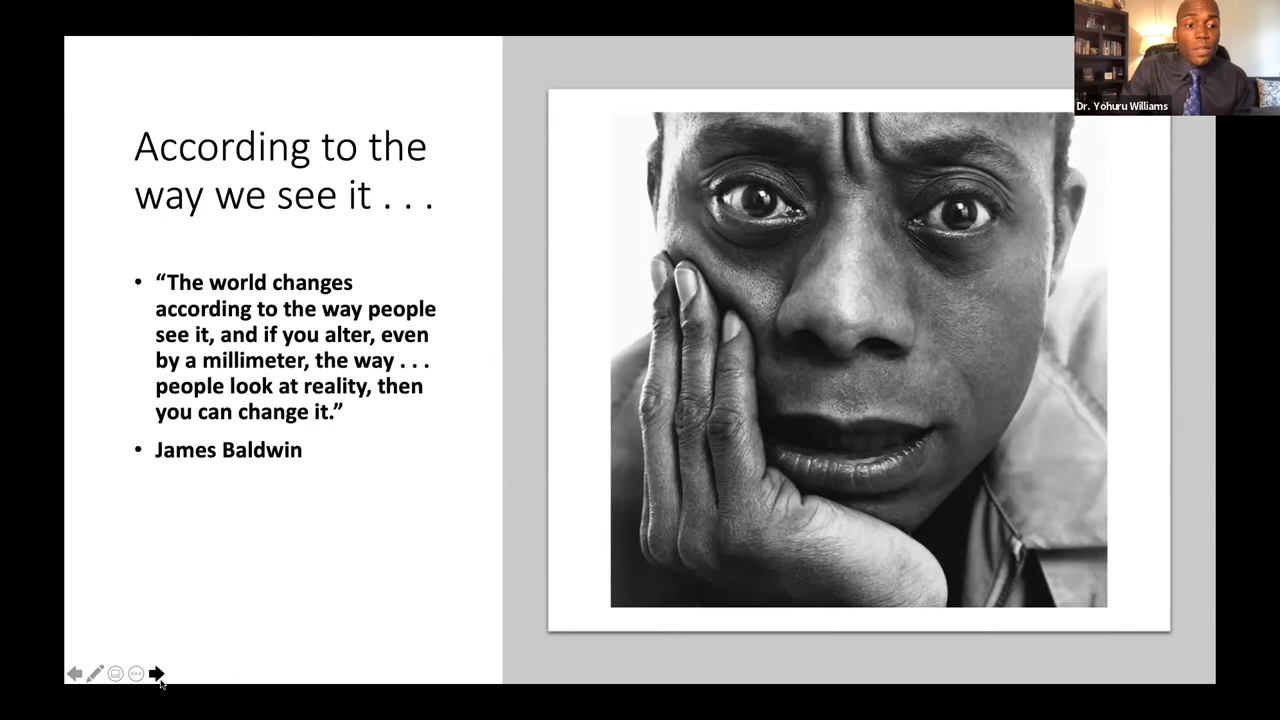 According to the
way we see it . . .
• “The world changes
according to the way people
see it, and if you alter, even
by a millimeter, the way . . .
people look at reality, then
you can change it.”
• James Baldwin
Dr. Yohuru Williams